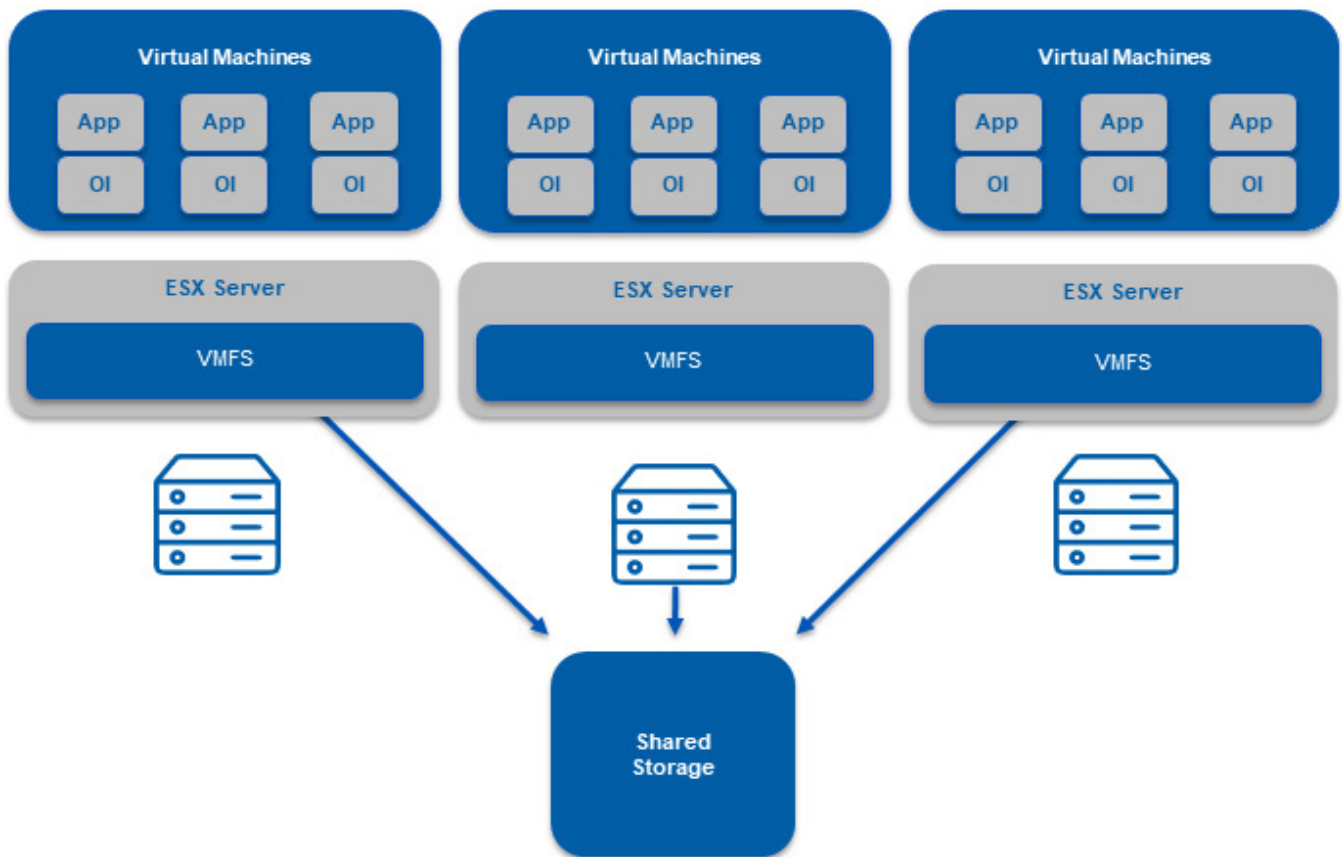 Virtual Machines
App App App
OI OI OI
Virtual Machines
App App App
OI OI OI
Virtual Machines
App App App
OI OI OI
ESX Server
VMFS
ESX Server
VMFS
ESX Server
VMFS
Shared
Storage